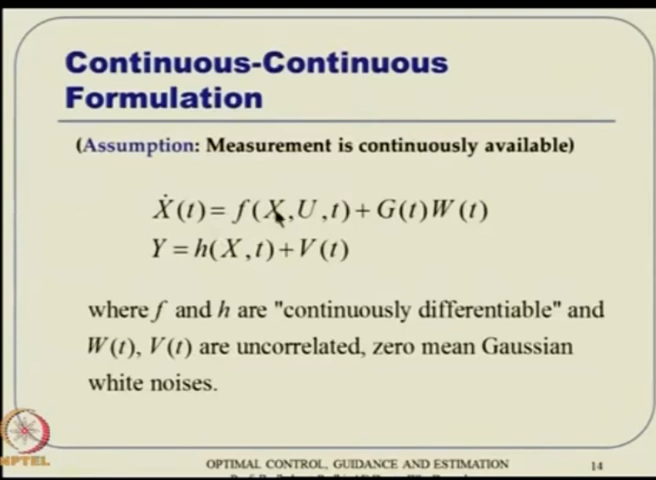 Continuous-Continuous
Formulation
(Assumption: Measurement is continuously available)
Ẋ(t) = f(X,U,t)+G(t)W(t)
Y = h(X,t)+V(t)
where f and h are "continuously differentiable" and
W(t), V(t) are uncorrelated, zero mean Gaussian
white noises.
NPTEL
OPTIMAL CONTROL, GUIDANCE AND ESTIMATION
14